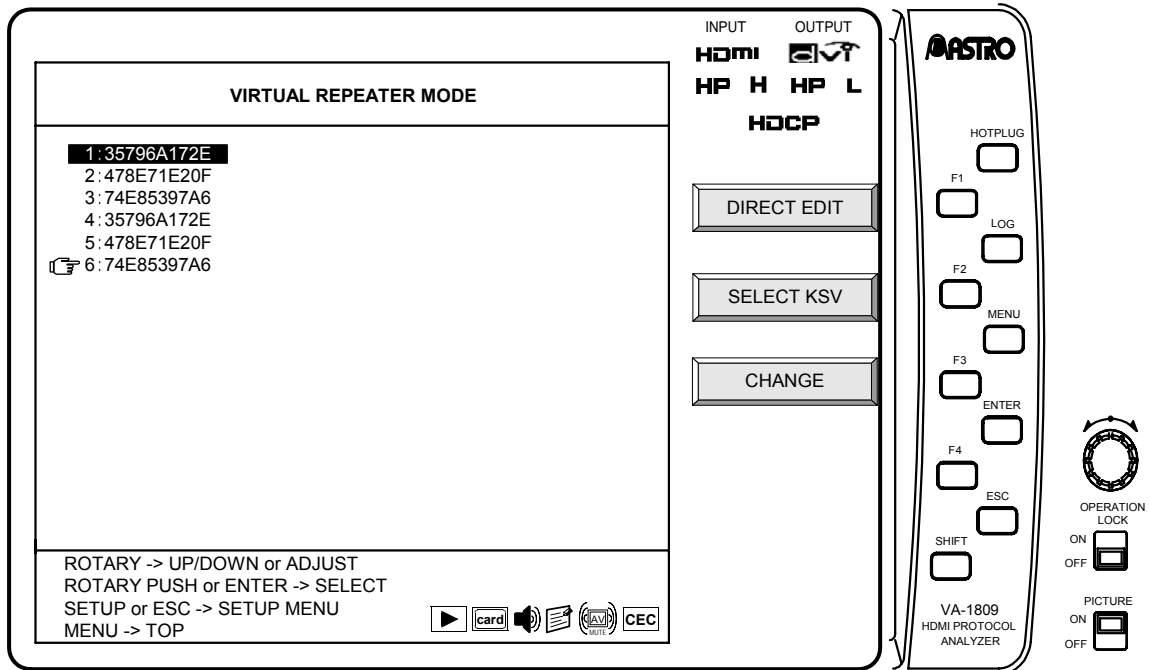 VIRTUAL REPEATER MODE
1:35796A172E
2:478E71E20F
3:74E85397A6
4:35796A172E
5:478E71E20F
6:74E85397A6
ROTARY -> UP/DOWN or ADJUST
ROTARY PUSH or ENTER -> SELECT
SETUP or ESC -> SETUP MENU
MENU -> TOP
card
AV
MUTE
CEC
INPUT OUTPUT
HDMI DVI
HP H HP L
HDCP
DIRECT EDIT
SELECT KSV
CHANGE
ASTRO
HOTPLUG
F1
LOG
F2
MENU
F3
ENTER
F4
ESC
SHIFT
VA-1809
HDMI PROTOCOL
ANALYZER
OPERATION
LOCK
ON
OFF
PICTURE
ON
OFF